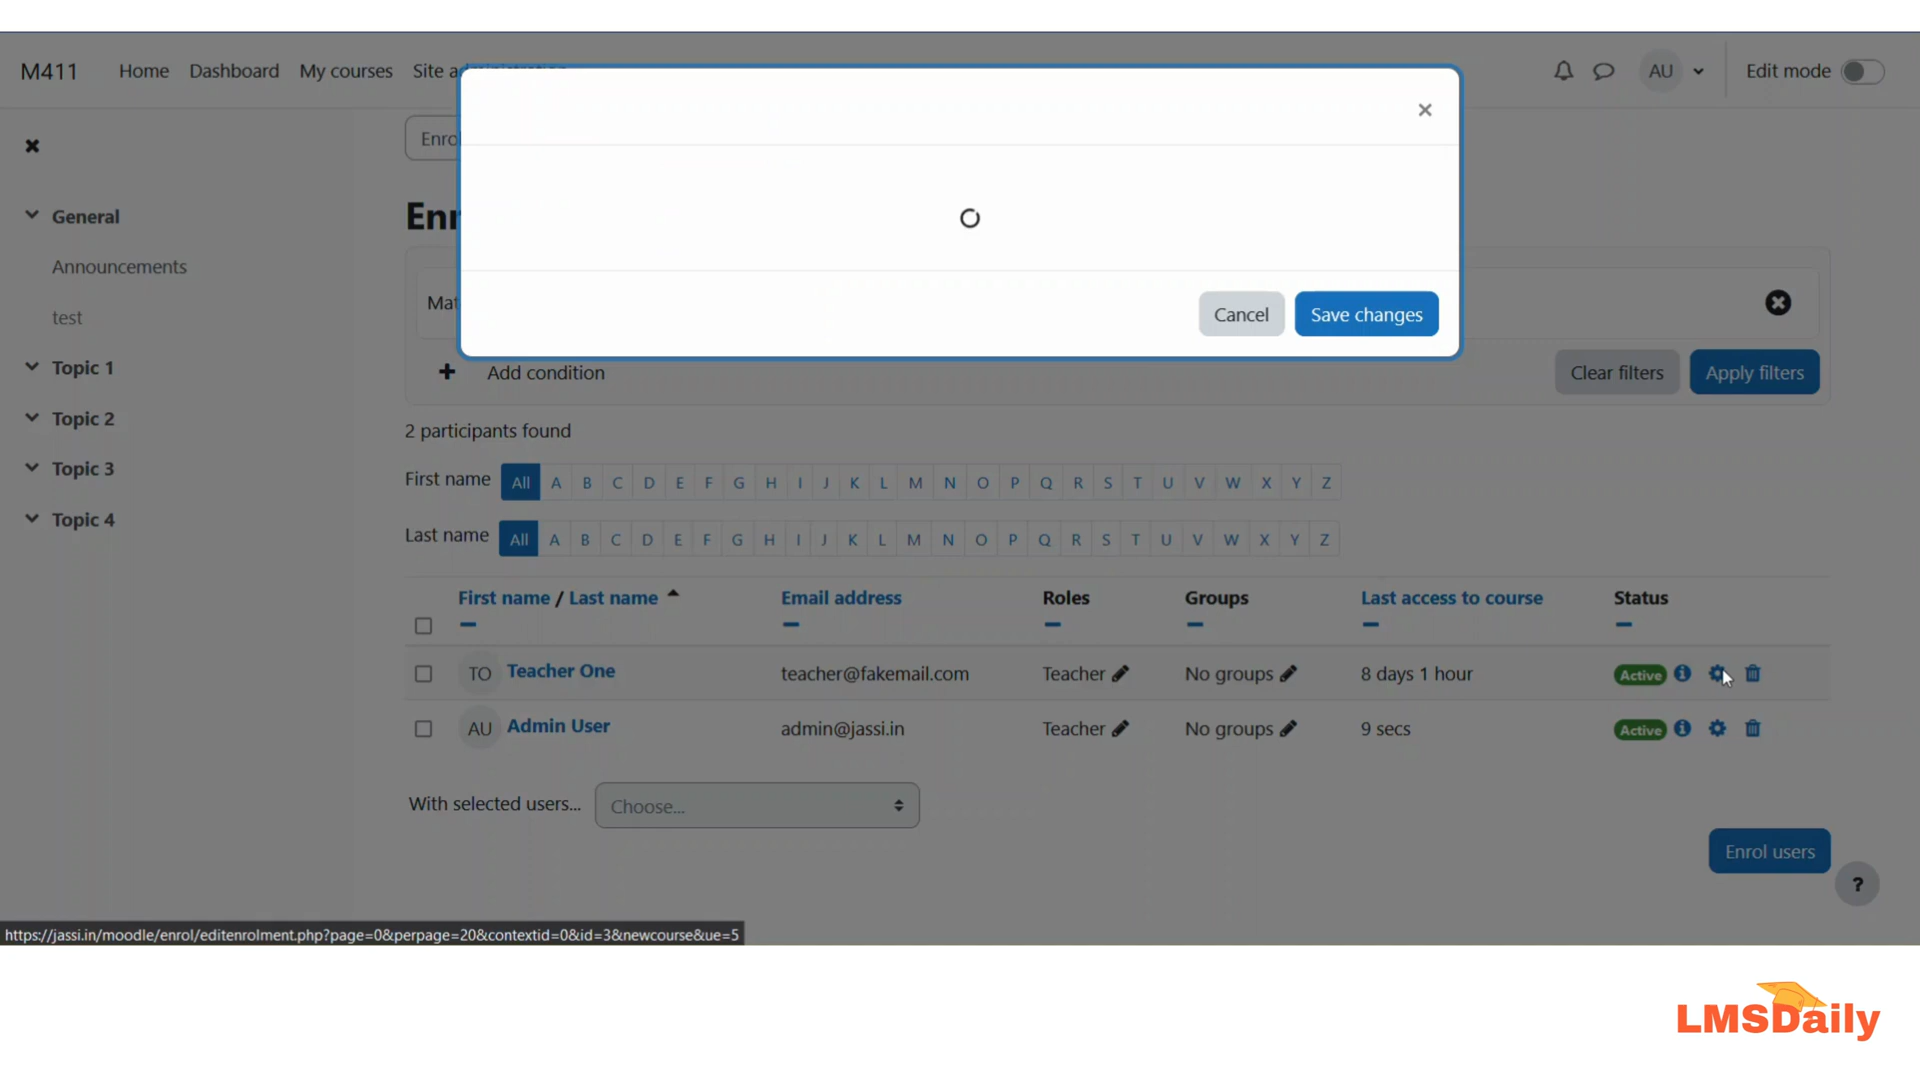 M411 Home Dashboard My courses Site administration AU Edit mode
×
Enrol
General
Enr
Announcements
Mat
test
Cancel Save changes
Topic 1
Add condition Clear filters Apply filters
Topic 2
2 participants found
Topic 3
First name All A B C D E F G H I J K L M N O P Q R S T U V W X Y Z
Topic 4
Last name All A B C D E F G H I J K L M N O P Q R S T U V W X Y Z
First name / Last name Email address Roles Groups Last access to course Status
TO Teacher One teacher@fakemail.com Teacher No groups 8 days 1 hour Active
AU Admin User admin@jassi.in Teacher No groups 9 secs Active
With selected users... Choose...
Enrol users
?
https://jassi.in/moodle/enrol/editenrolment.php?page=0&perpage=20&contextid=0&id=3&newcourse&ue=5
LMSDaily